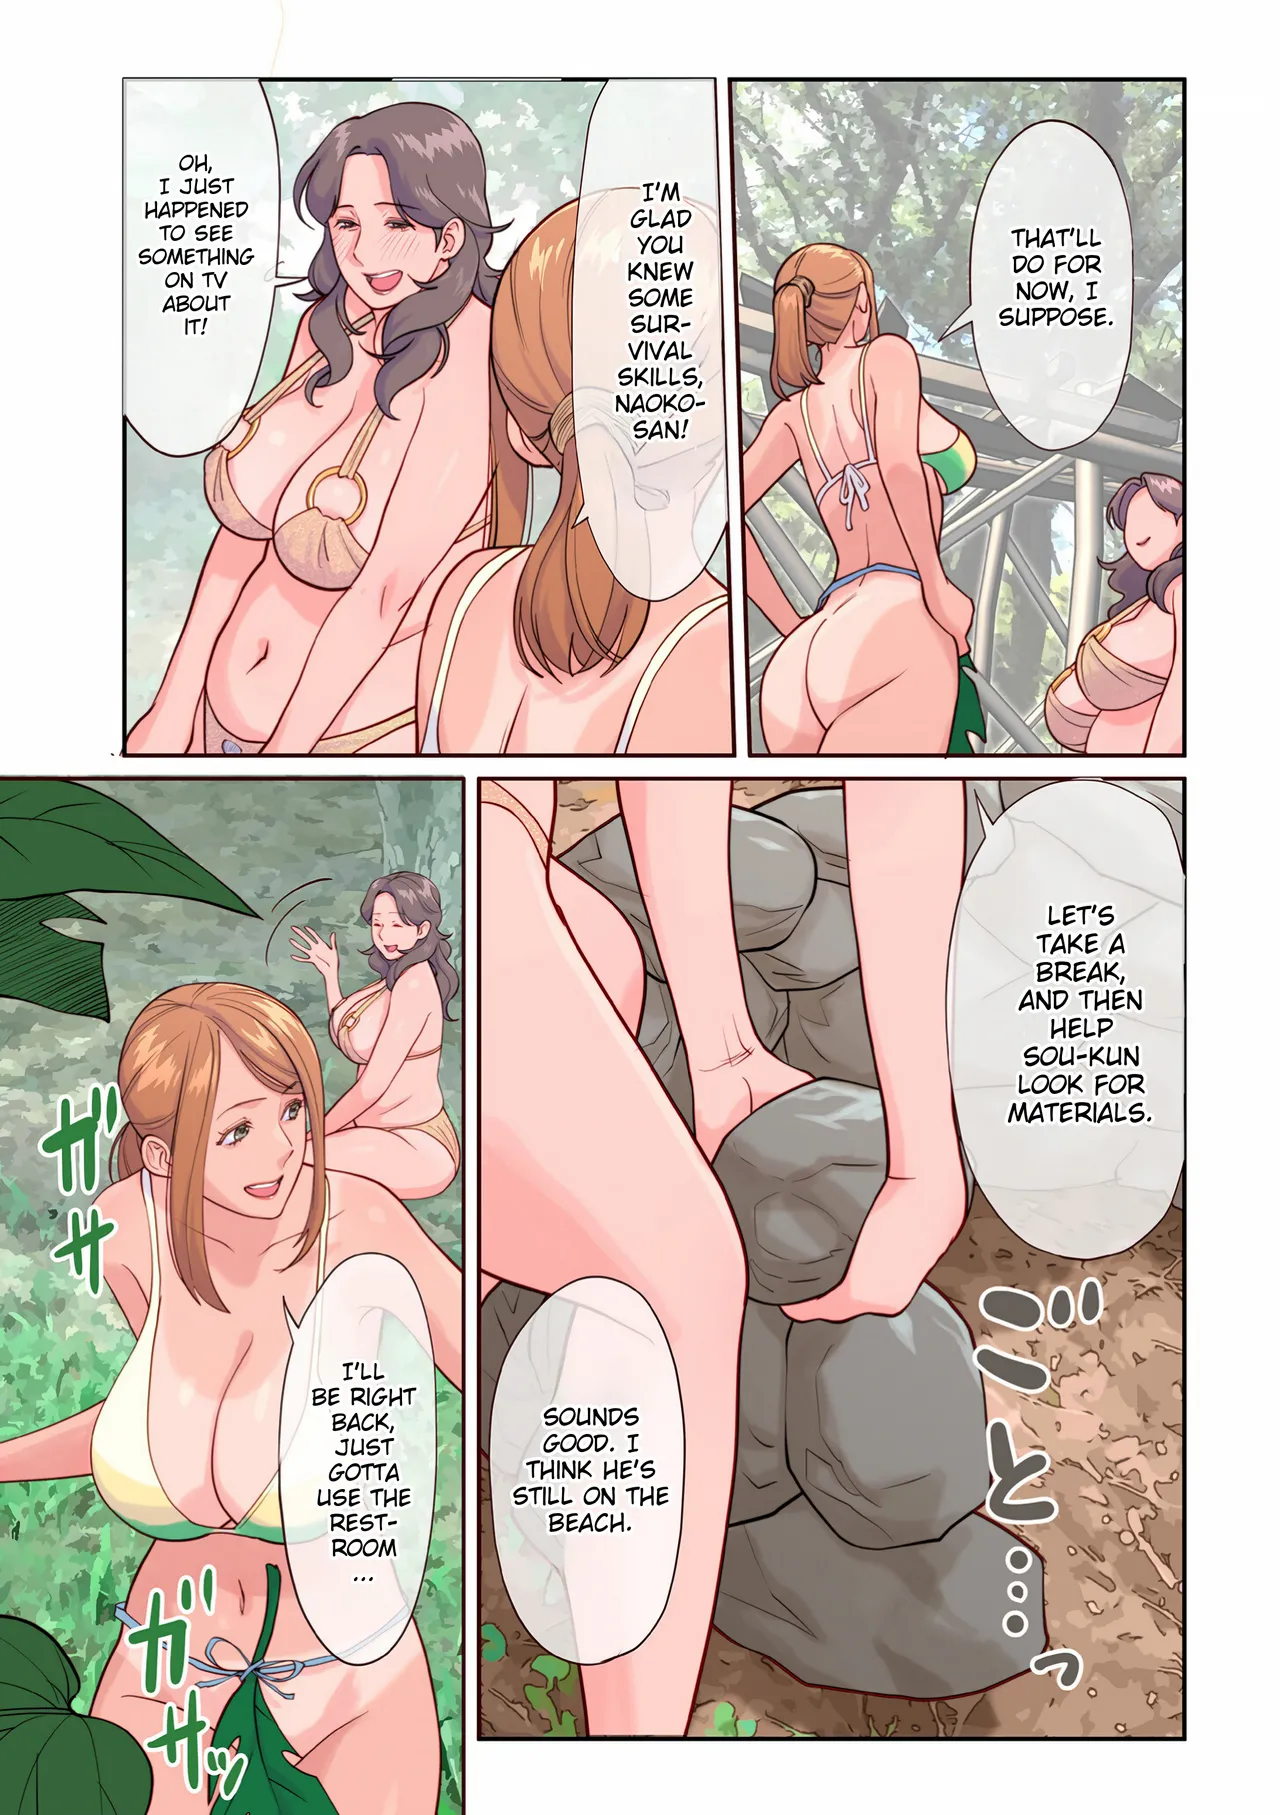 THAT'LL
DO FOR
NOW, I
SUPPOSE.
I'M
GLAD
YOU
KNEW
SOME
SUR-
VIVAL
SKILLS,
NAOKO-
SAN!
OH,
I JUST
HAPPENED
TO SEE
SOMETHING
ON TV
ABOUT
IT!
LET'S
TAKE A
BREAK,
AND THEN
HELP
SOU-KUN
LOOK FOR
MATERIALS.
ゴト…っ
SOUNDS
GOOD. I
THINK HE'S
STILL ON THE
BEACH.
ガサ
I'LL
BE RIGHT
BACK,
JUST
GOTTA
USE THE
REST-
ROOM
...
ガサッ